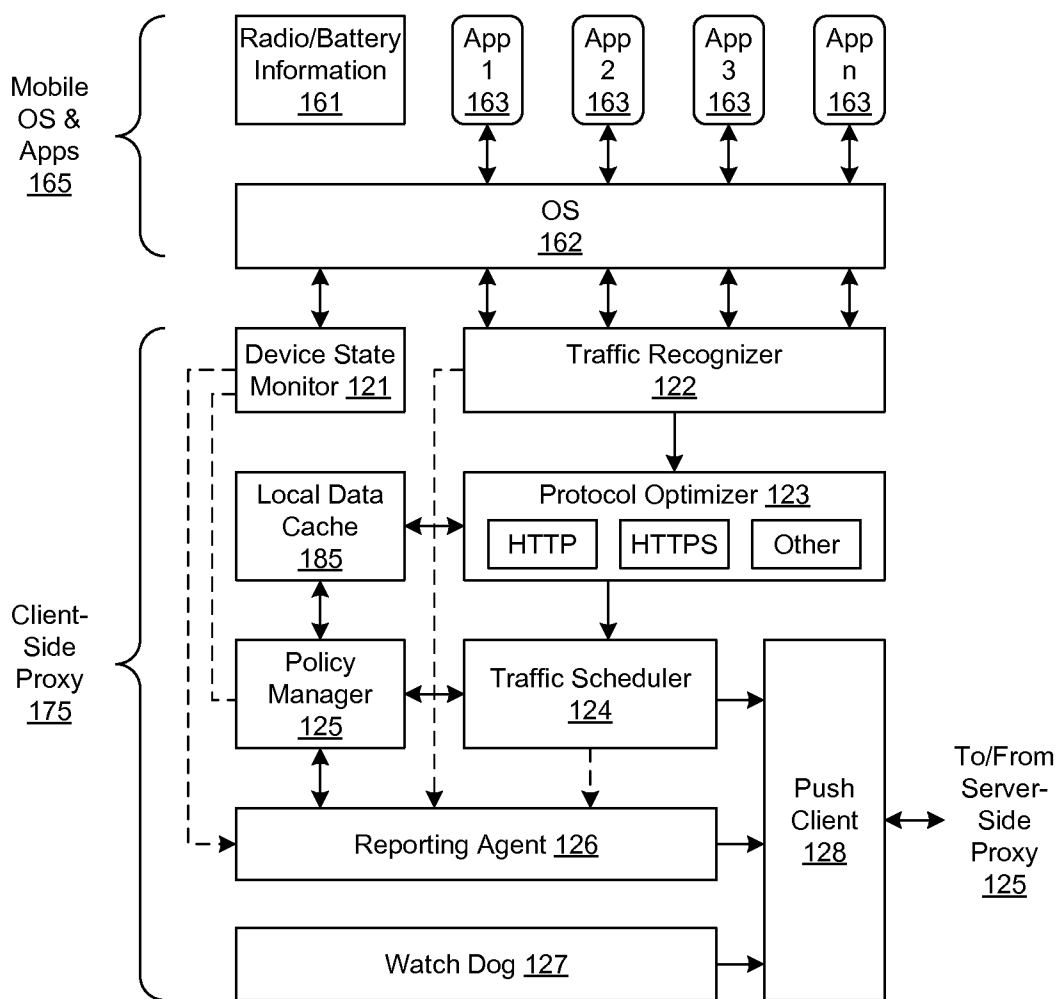 Mobile
OS &
Apps
165
Radio/Battery
Information
161
App
1
163
App
2
163
App
3
163
App
n
163
OS
162
Client-
Side
Proxy
175
Device State
Monitor 121
Traffic Recognizer
122
Local Data
Cache
185
Protocol Optimizer 123
HTTP
HTTPS
Other
Policy
Manager
125
Traffic Scheduler
124
Reporting Agent 126
Watch Dog 127
Push
Client
128
To/From
Server-
Side
Proxy
125